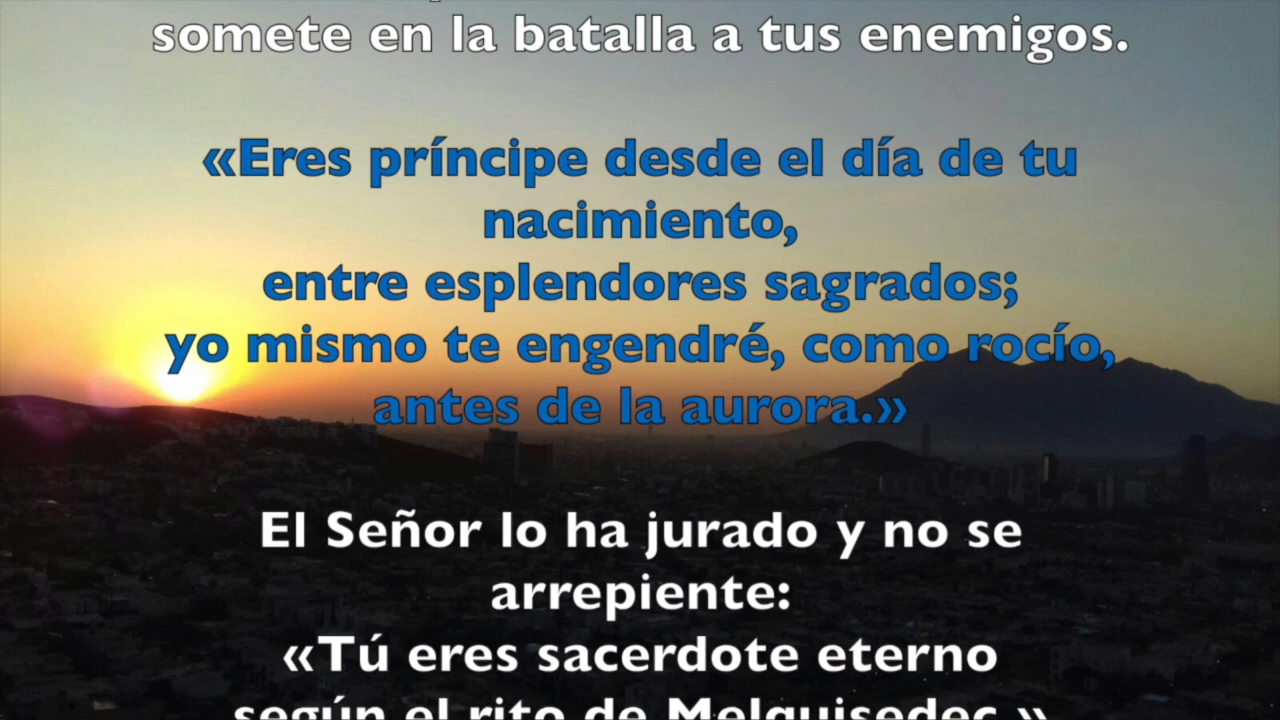 somete en la batalla a tus enemigos.
«Eres príncipe desde el día de tu
nacimiento,
entre esplendores sagrados;
yo mismo te engendré, como rocío,
antes de la aurora.»
El Señor lo ha jurado y no se
arrepiente:
«Tú eres sacerdote eterno
según el rito de Melquisedec.»